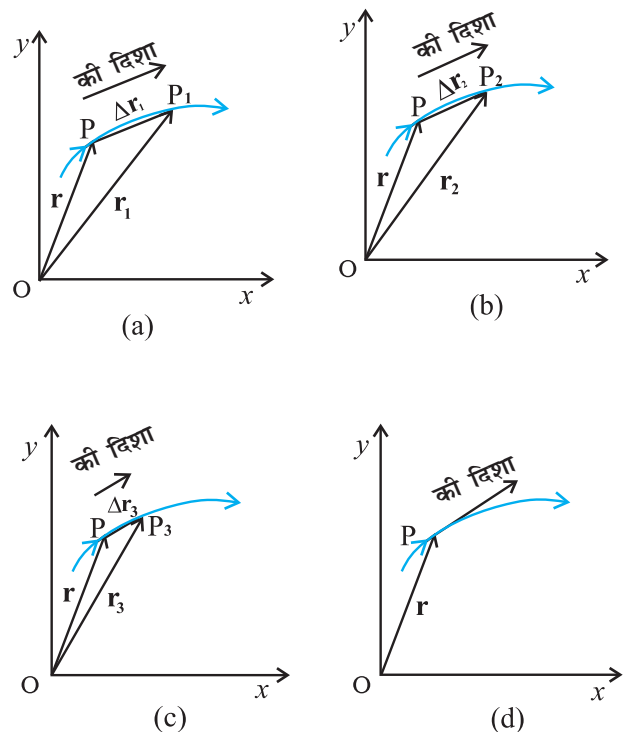 y
की दिशा
Δr₁
P
P₁
r
r₁
O
x
(a)
y
की दिशा
Δr₂
P
P₂
r
r₂
O
x
(b)
y
की दिशा
Δr₃
P
P₃
r
r₃
O
x
(c)
y
की दिशा
P
r
O
x
(d)